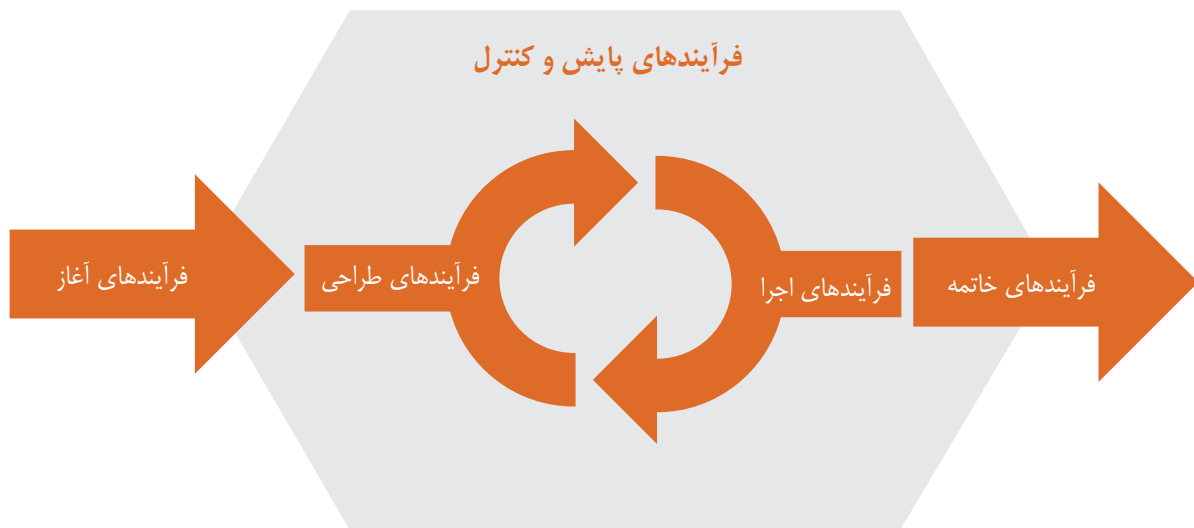 فرآیندهای پایش و کنترل
فرآیندهای آغاز
فرآیندهای طراحی
فرآیندهای اجرا
فرآیندهای خاتمه